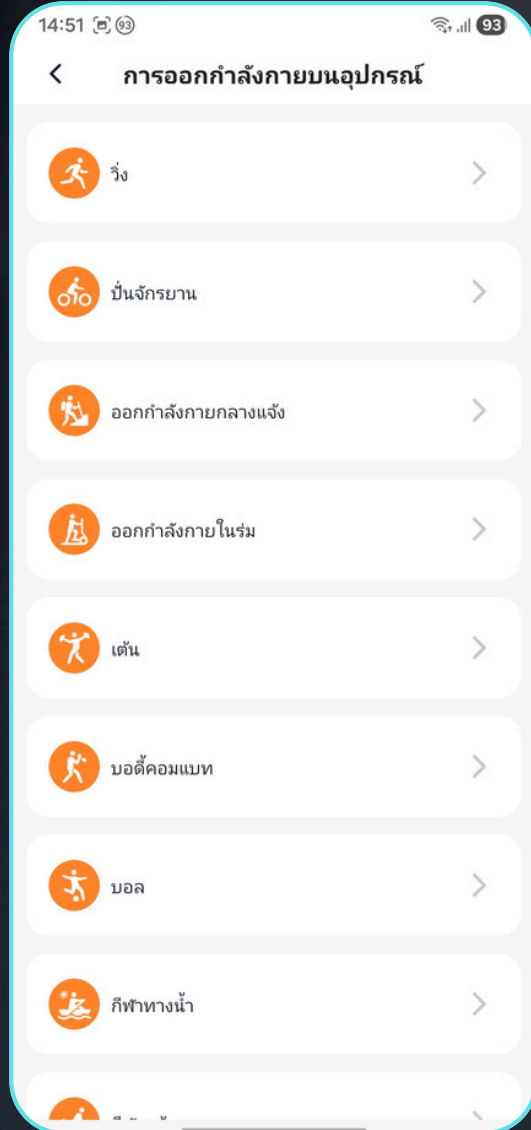 14:51 93 93
การออกกำลังกายบนอุปกรณ์
วิ่ง
ปั่นจักรยาน
ออกกำลังกายกลางแจ้ง
ออกกำลังกายในร่ม
เต้น
บอดี้คอมแบท
บอล
กีฬาทางน้ำ